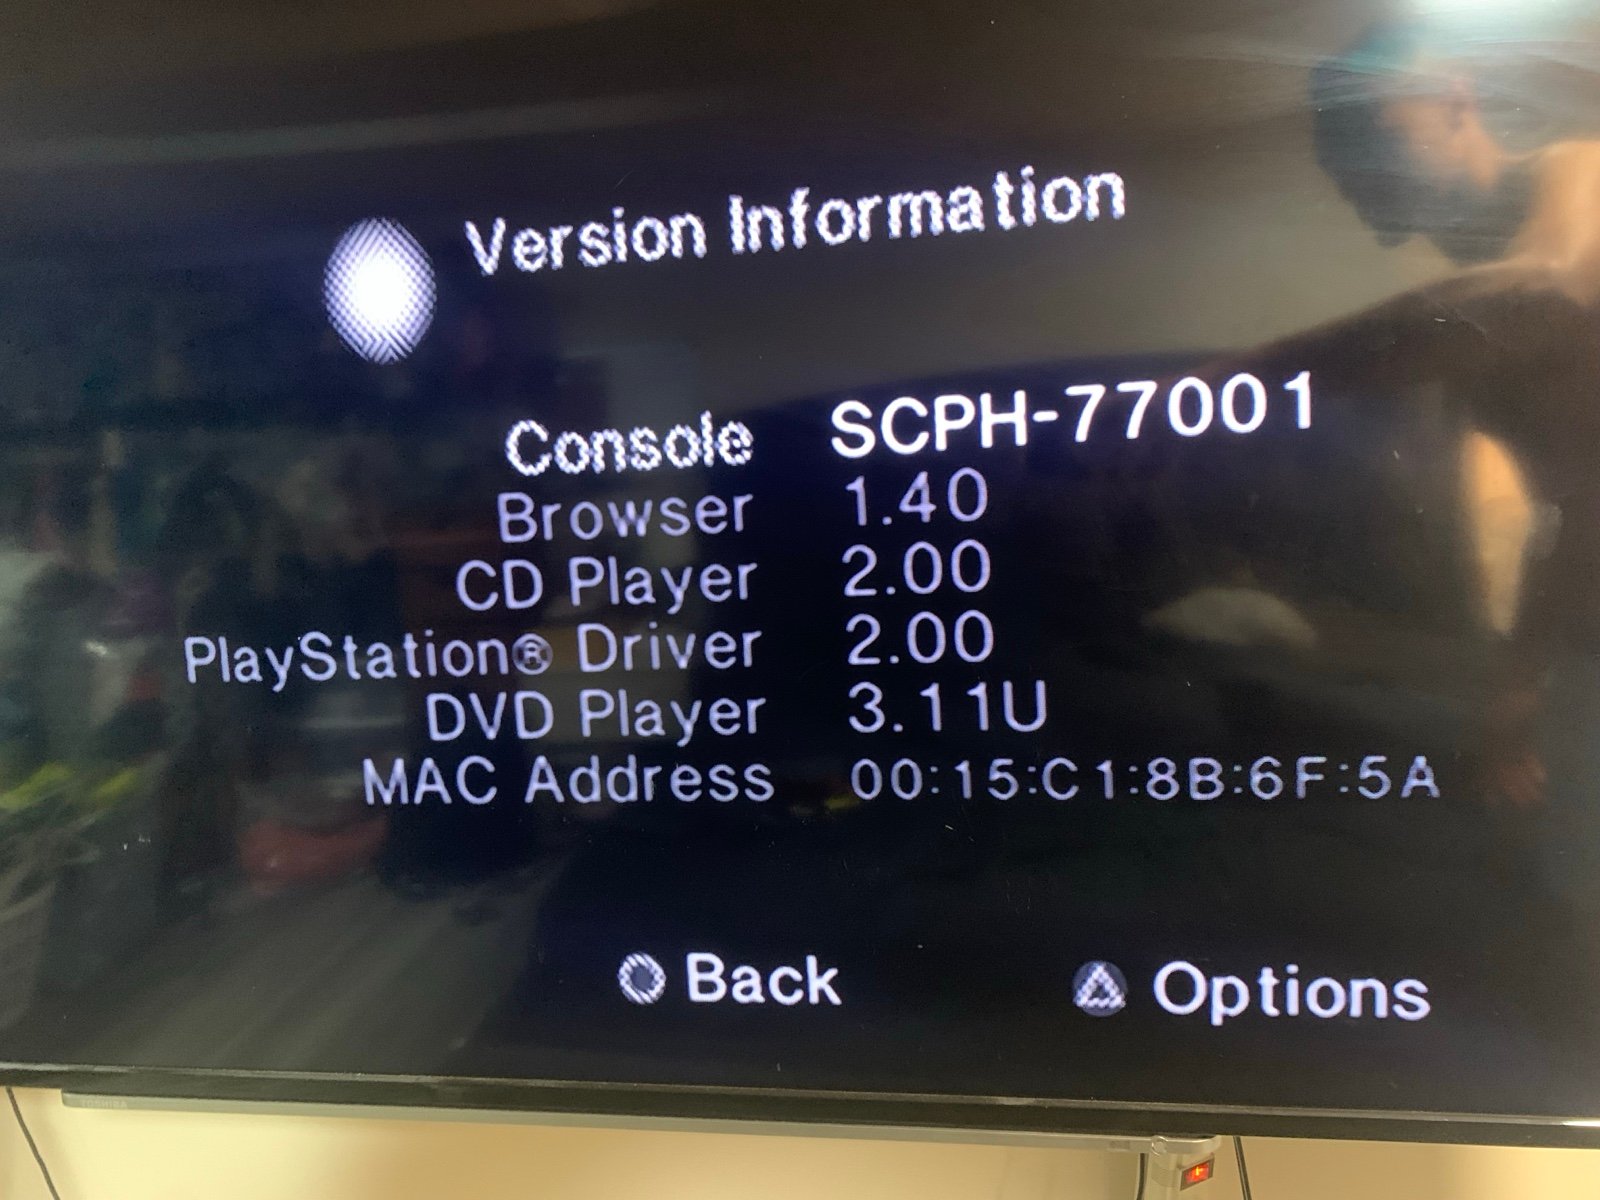 Version Information
Console SCPH-77001
Browser 1.40
CD Player 2.00
PlayStation® Driver 2.00
DVD Player 3.11U
MAC Address 00:15:C1:8B:6F:5A
Back Options
TOSHIBA